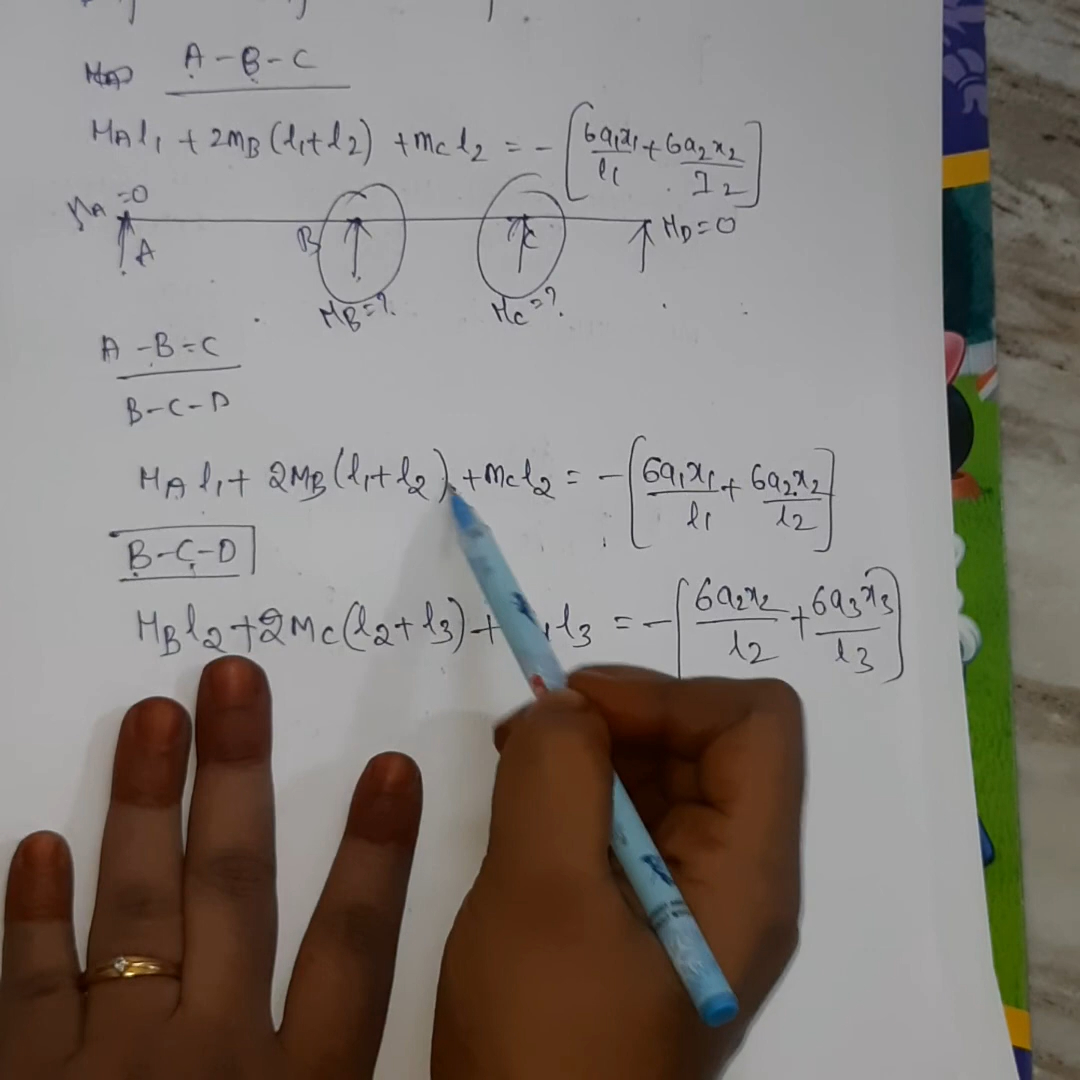 A - B - C
MA l1 + 2MB (l1 + l2) + mc l2 = - [6a1x1/l1 + 6a2x2/I2]
MA = 0
A B C MD = 0
MB = ?. Mc = ?.
A - B = C
B - C - D
MA l1 + 2MB (l1 + l2) + mc l2 = - [6a1x1/l1 + 6a2x2/l2]
B - C - D
MB l2 + 2MC (l2 + l3) + l3 = - [6a2x2/l2 + 6a3x3/l3]